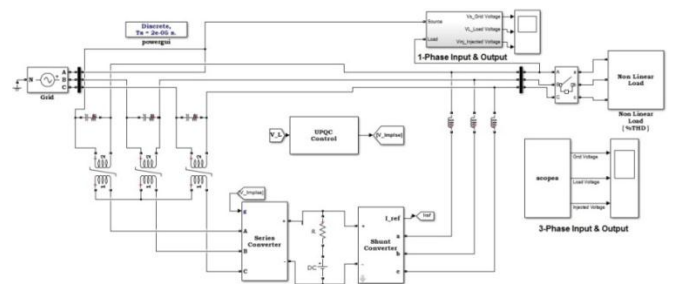 Discrete,
Ts = 2e-05 s.
powergui
Source
Load
Vs_Grid Voltage
VL_Load Voltage
Vinj_Injected Voltage
1-Phase Input & Output
N
A
B
C
Grid
A
B
C
a
b
c
Non Linear
Load
Non Linear
Load
[%THD]
V_L
UPQC
Control
scopes
Grid Voltage
Load Voltage
Injected Voltage
3-Phase Input & Output
g
A
B
C
Series
Converter
+
-
R
DC
+
-
I_ref
a
b
c
Shunt
Converter
Iref